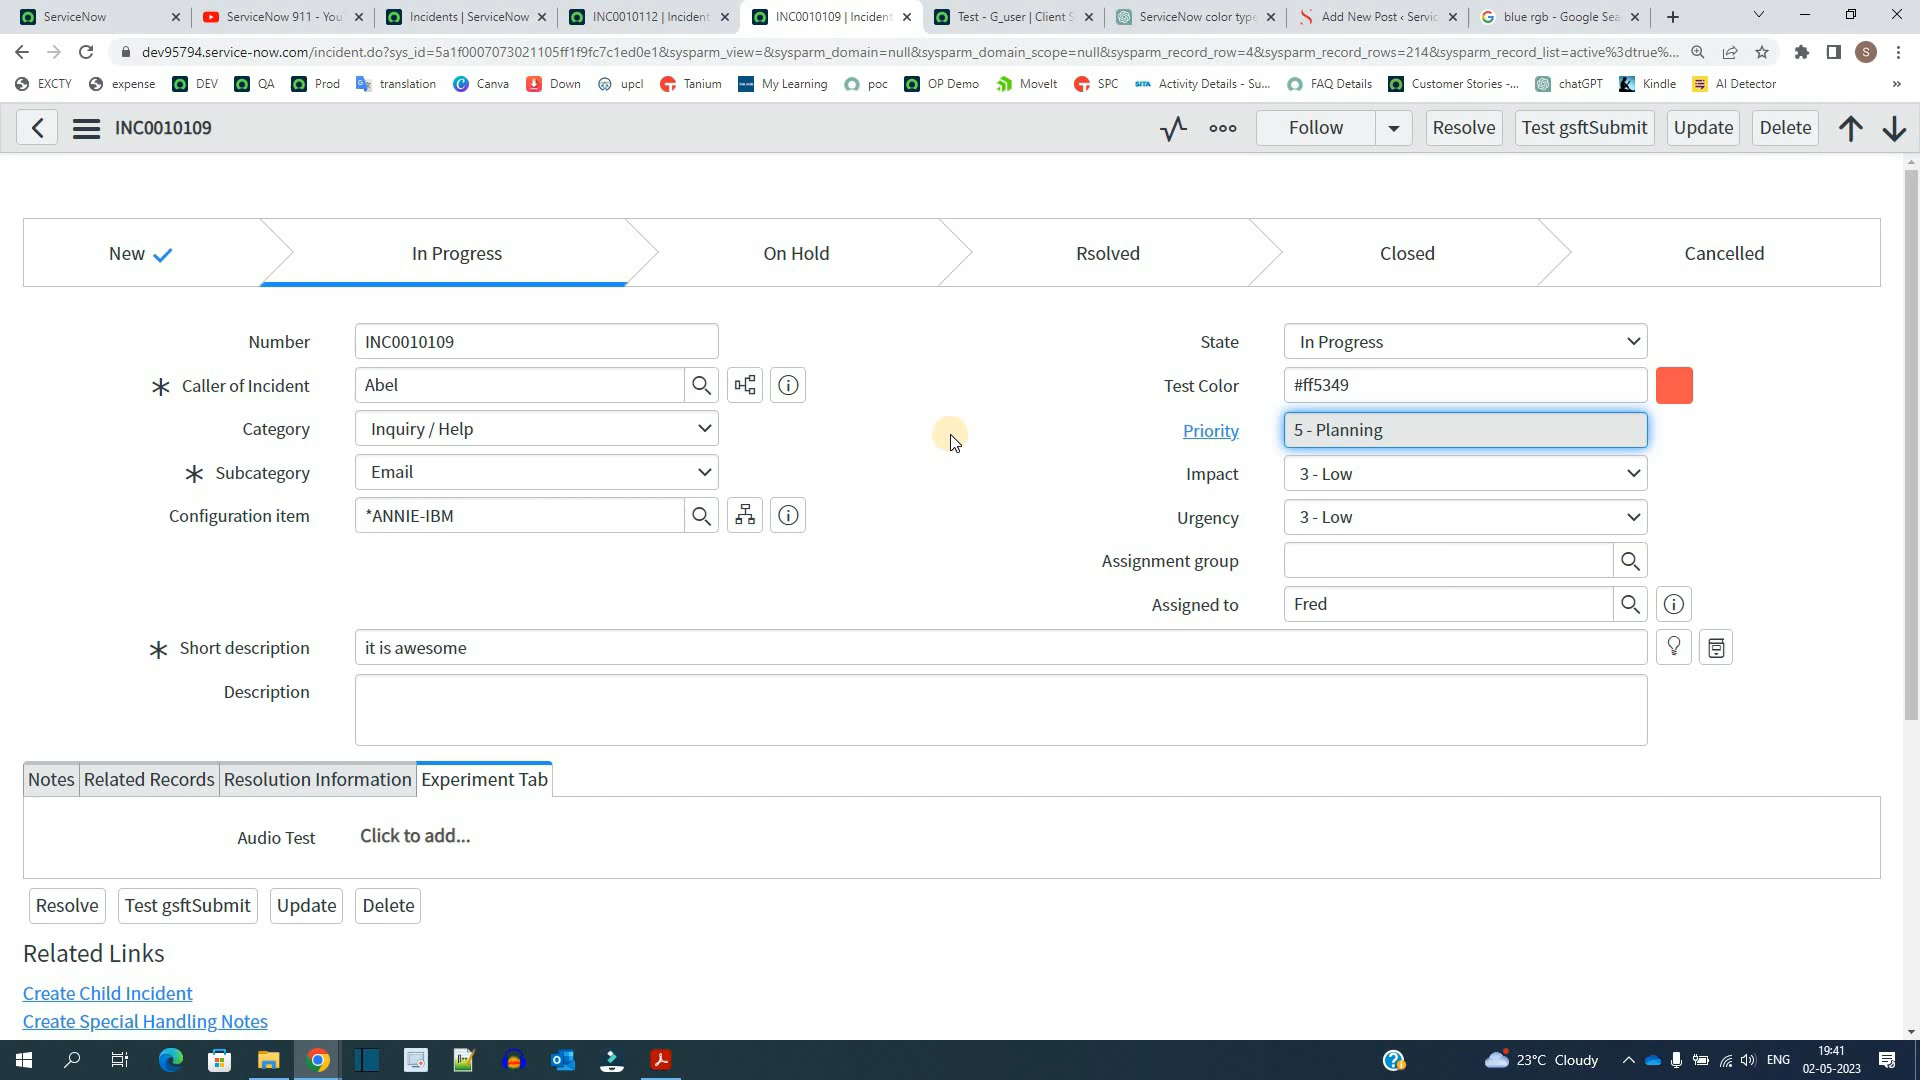 ServiceNow
ServiceNow 911 - You
Incidents | ServiceNow
INC0010112 | Incident
INC0010109 | Incident
Test - G_user | Client S
ServiceNow color type
Add New Post ‹ Servic
blue rgb - Google Sea
dev95794.service-now.com/incident.do?sys_id=5a1f0007073021105ff1f9fc7c1ed0e1&sysparm_view=&sysparm_domain=null&sysparm_domain_scope=null&sysparm_record_row=4&sysparm_record_rows=214&sysparm_record_list=active%3dtrue%...
S
EXCTY
expense
DEV
QA
Prod
translation
Canva
Down
upcl
Tanium
My Learning
poc
OP Demo
MoveIt
SPC
Activity Details - Su...
FAQ Details
Customer Stories -...
chatGPT
Kindle
AI Detector
»
INC0010109
Follow
Resolve
Test gsftSubmit
Update
Delete
New
In Progress
On Hold
Rsolved
Closed
Cancelled
Number INC0010109
Caller of Incident Abel
Category Inquiry / Help
Subcategory Email
Configuration item *ANNIE-IBM
State In Progress
Test Color #ff5349
Priority 5 - Planning
Impact 3 - Low
Urgency 3 - Low
Assignment group
Assigned to Fred
Short description it is awesome
Description
Notes
Related Records
Resolution Information
Experiment Tab
Audio Test Click to add...
Resolve
Test gsftSubmit
Update
Delete
Related Links
Create Child Incident
Create Special Handling Notes
23°C Cloudy
ENG
19:41
02-05-2023